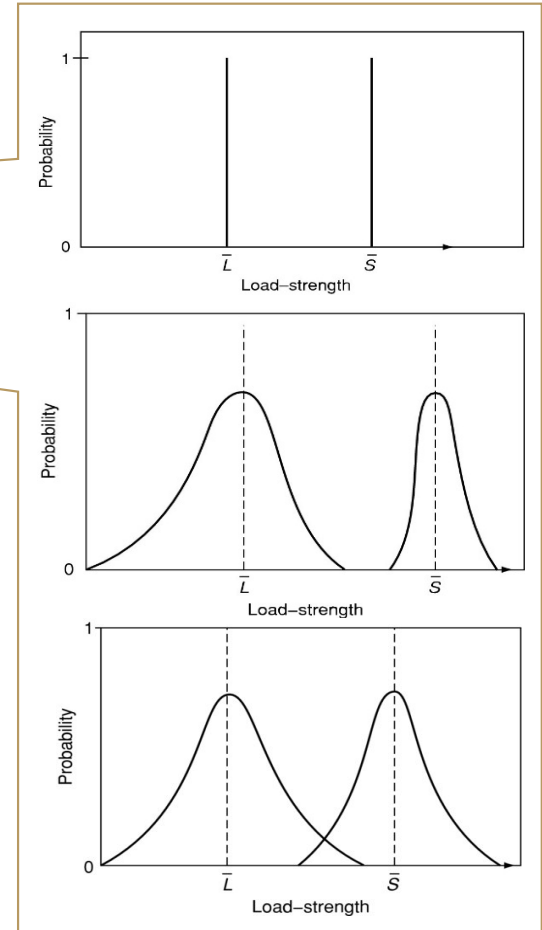 1
Probability
0
L̅ S̅
Load–strength
1
Probability
0
L̅ S̅
Load–strength
1
Probability
0
L̅ S̅
Load–strength